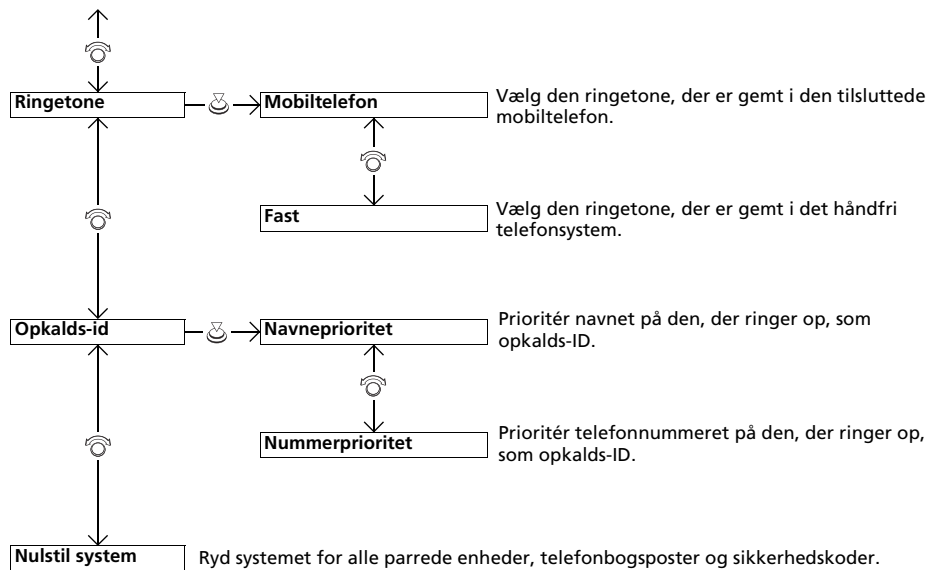 Ringetone
Mobiltelefon
Vælg den ringetone, der er gemt i den tilsluttede
mobiltelefon.
Fast
Vælg den ringetone, der er gemt i det håndfri
telefonsystem.
Opkalds-id
Navneprioritet
Prioritér navnet på den, der ringer op, som
opkalds-ID.
Nummerprioritet
Prioritér telefonnummeret på den, der ringer op,
som opkalds-ID.
Nulstil system
Ryd systemet for alle parrede enheder, telefonbogsposter og sikkerhedskoder.